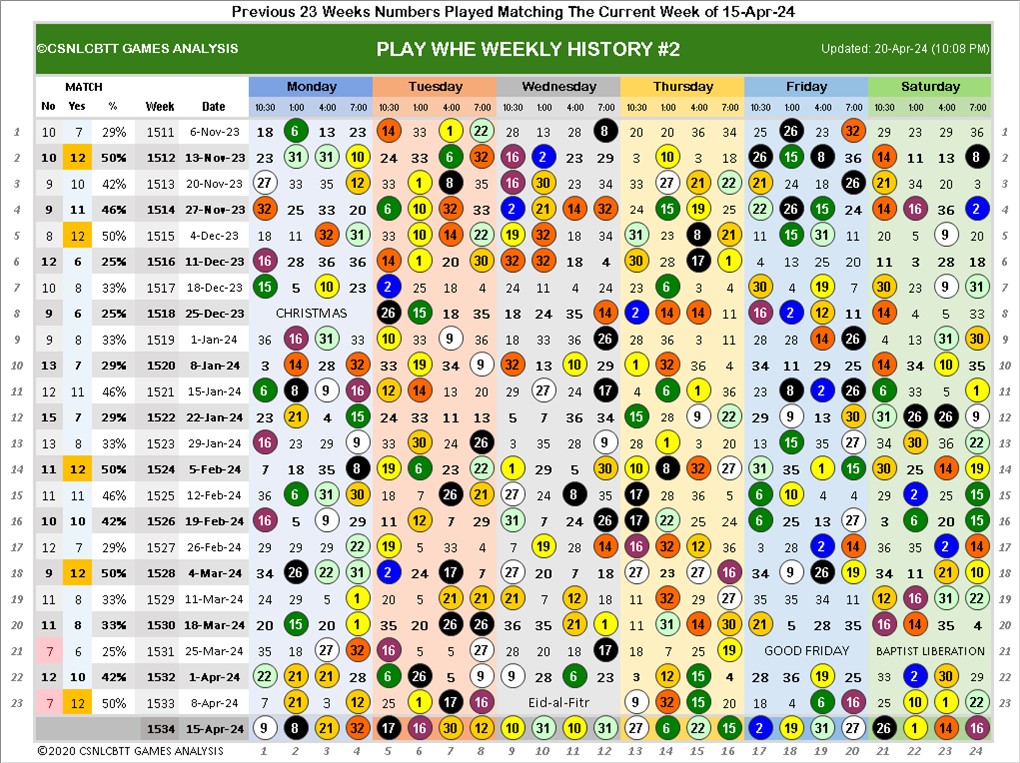 Previous 23 Weeks Numbers Played Matching The Current Week of 15-Apr-24
©CSNLCBTT GAMES ANALYSIS PLAY WHE WEEKLY HISTORY #2 Updated: 20-Apr-24 (10:08 PM)
MATCH Monday Tuesday Wednesday Thursday Friday Saturday
No Yes % Week Date 10:30 1:00 4:00 7:00 10:30 1:00 4:00 7:00 10:30 1:00 4:00 7:00 10:30 1:00 4:00 7:00 10:30 1:00 4:00 7:00 10:30 1:00 4:00 7:00
1 10 7 29% 1511 6-Nov-23 18 6 13 23 14 33 1 22 28 13 28 8 20 20 36 34 25 26 23 32 29 23 29 36 1
2 10 12 50% 1512 13-Nov-23 23 31 31 10 24 33 6 32 16 2 23 29 3 10 3 18 26 15 8 36 14 11 13 8 2
3 9 10 42% 1513 20-Nov-23 27 33 35 12 33 1 8 35 16 30 23 34 33 27 21 22 21 24 18 26 21 34 20 3 3
4 9 11 46% 1514 27-Nov-23 32 25 33 20 6 10 32 33 2 21 14 32 24 15 19 25 22 26 15 24 14 16 36 2 4
5 8 12 50% 1515 4-Dec-23 18 11 32 31 33 10 14 22 19 32 18 34 31 23 8 21 11 15 31 11 20 5 9 20 5
6 12 6 25% 1516 11-Dec-23 16 28 36 36 14 1 20 30 32 32 18 4 30 28 17 1 4 13 25 20 11 3 28 18 6
7 10 8 33% 1517 18-Dec-23 15 5 10 23 2 25 18 4 24 11 4 24 23 6 3 4 30 4 19 7 30 23 9 31 7
8 9 6 25% 1518 25-Dec-23 CHRISTMAS 26 15 18 35 18 24 35 14 2 14 14 11 16 2 12 11 14 4 5 33 8
9 9 8 33% 1519 1-Jan-24 36 16 31 33 10 33 9 36 28 18 33 26 28 36 3 11 28 28 14 26 4 13 31 30 9
10 13 7 29% 1520 8-Jan-24 3 14 28 32 33 19 34 9 32 13 10 29 1 32 4 36 34 11 29 25 14 34 10 35 10
11 12 11 46% 1521 15-Jan-24 6 8 9 16 12 14 13 20 29 27 24 17 4 6 1 36 23 8 2 26 6 33 5 1 11
12 15 7 29% 1522 22-Jan-24 23 21 4 15 24 33 11 13 5 7 36 34 15 28 9 22 29 9 13 30 31 26 26 9 12
13 13 8 33% 1523 29-Jan-24 16 23 29 9 33 30 24 26 3 35 28 9 28 1 3 20 13 15 35 27 34 30 36 22 13
14 11 12 50% 1524 5-Feb-24 7 18 35 8 19 6 23 22 1 29 5 30 10 8 32 27 31 35 1 15 30 25 14 19 14
15 11 11 46% 1525 12-Feb-24 36 6 31 30 18 7 26 21 27 24 8 35 17 28 36 5 6 10 4 4 22 2 25 15 15
16 10 10 42% 1526 19-Feb-24 16 5 9 29 11 12 7 29 31 7 24 26 17 22 25 24 6 25 13 27 3 6 20 15 16
17 12 7 29% 1527 26-Feb-24 29 29 29 22 19 5 33 4 7 19 28 14 16 32 12 36 3 28 2 14 36 35 2 14 17
18 9 12 50% 1528 4-Mar-24 34 26 22 31 2 24 17 7 27 20 7 18 27 23 27 16 34 9 26 19 34 11 21 10 18
19 11 8 33% 1529 11-Mar-24 24 29 5 1 20 5 21 21 21 7 12 11 11 32 29 27 35 35 34 11 12 16 31 22 19
20 11 8 33% 1530 18-Mar-24 20 15 20 1 35 20 26 26 36 35 21 1 11 31 14 30 21 5 28 35 16 14 35 4 20
21 7 6 25% 1531 25-Mar-24 35 18 27 32 16 5 5 27 28 20 18 17 18 7 25 19 GOOD FRIDAY BAPTIST LIBERATION 21
22 12 10 42% 1532 1-Apr-24 22 21 21 28 6 26 5 9 9 28 6 23 3 12 15 4 28 36 19 25 33 2 30 29 22
23 7 12 50% 1533 8-Apr-24 7 21 3 12 25 1 17 16 Eid-al-Fitr 9 32 15 4 18 4 6 16 25 10 1 22 23
1534 15-Apr-24 9 8 21 32 17 16 30 12 10 31 10 31 27 6 22 15 2 19 31 27 26 1 14 16
©2020 CSNLCBTT GAMES ANALYSIS 1 2 3 4 5 6 7 8 9 10 11 12 13 14 15 16 17 18 19 20 21 22 23 24